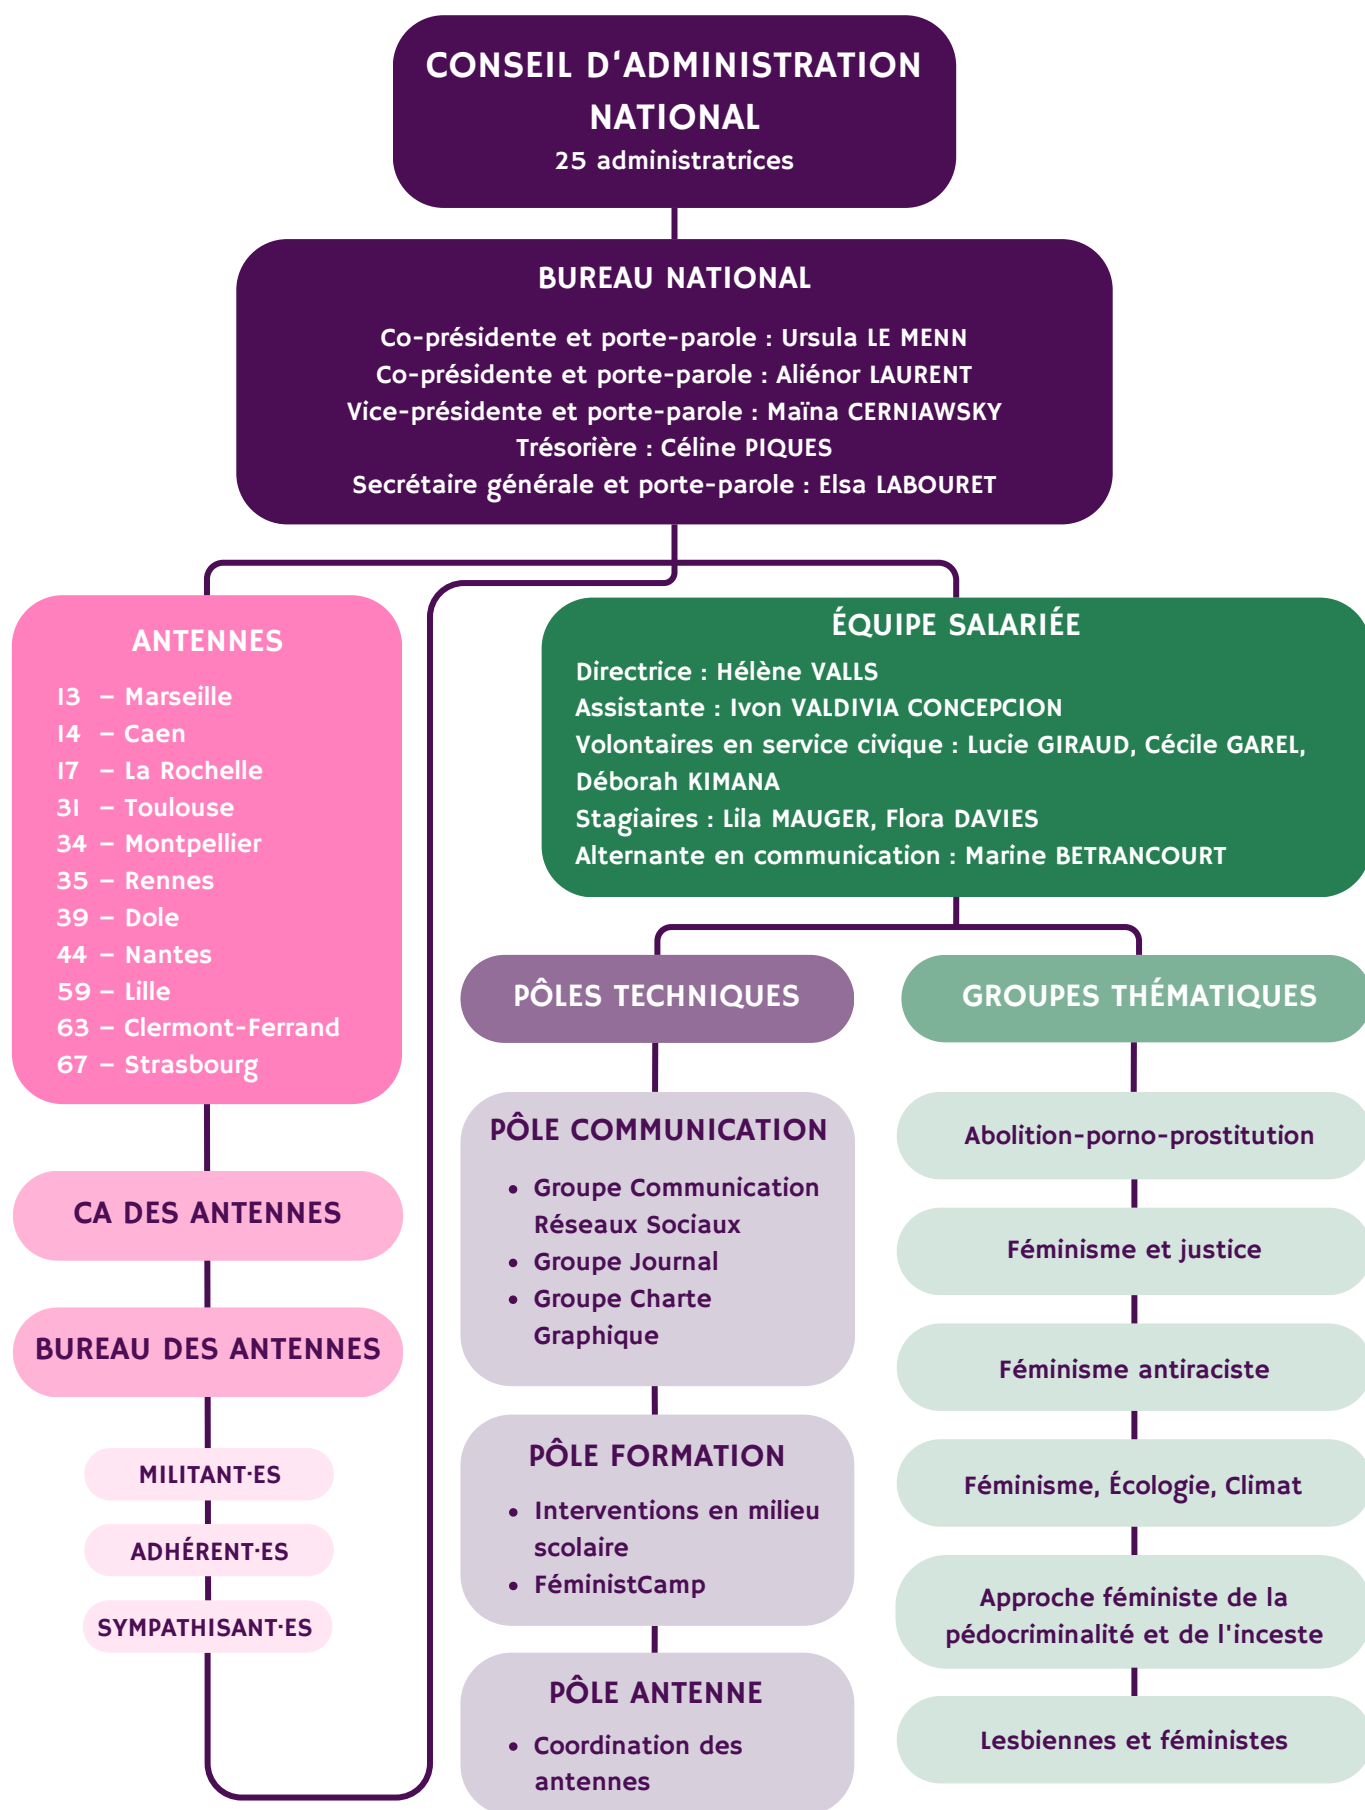 CONSEIL D'ADMINISTRATION
NATIONAL
25 administratrices
BUREAU NATIONAL
Co-présidente et porte-parole : Ursula LE MENN
Co-présidente et porte-parole : Aliénor LAURENT
Vice-présidente et porte-parole : Maïna CERNIAWSKY
Trésorière : Céline PIQUES
Secrétaire générale et porte-parole : Elsa LABOURET
ANTENNES
13 – Marseille
14 – Caen
17 – La Rochelle
31 – Toulouse
34 – Montpellier
35 – Rennes
39 – Dole
44 – Nantes
59 – Lille
63 – Clermont-Ferrand
67 – Strasbourg
CA DES ANTENNES
BUREAU DES ANTENNES
MILITANT·ES
ADHÉRENT·ES
SYMPATHISANT·ES
ÉQUIPE SALARIÉE
Directrice : Hélène VALLS
Assistante : Ivon VALDIVIA CONCEPCION
Volontaires en service civique : Lucie GIRAUD, Cécile GAREL,
Déborah KIMANA
Stagiaires : Lila MAUGER, Flora DAVIES
Alternante en communication : Marine BETRANCOURT
PÔLES TECHNIQUES
PÔLE COMMUNICATION
• Groupe Communication
Réseaux Sociaux
• Groupe Journal
• Groupe Charte
Graphique
PÔLE FORMATION
• Interventions en milieu
scolaire
• FéministCamp
PÔLE ANTENNE
• Coordination des
antennes
GROUPES THÉMATIQUES
Abolition-porno-prostitution
Féminisme et justice
Féminisme antiraciste
Féminisme, Écologie, Climat
Approche féministe de la
pédocriminalité et de l'inceste
Lesbiennes et féministes